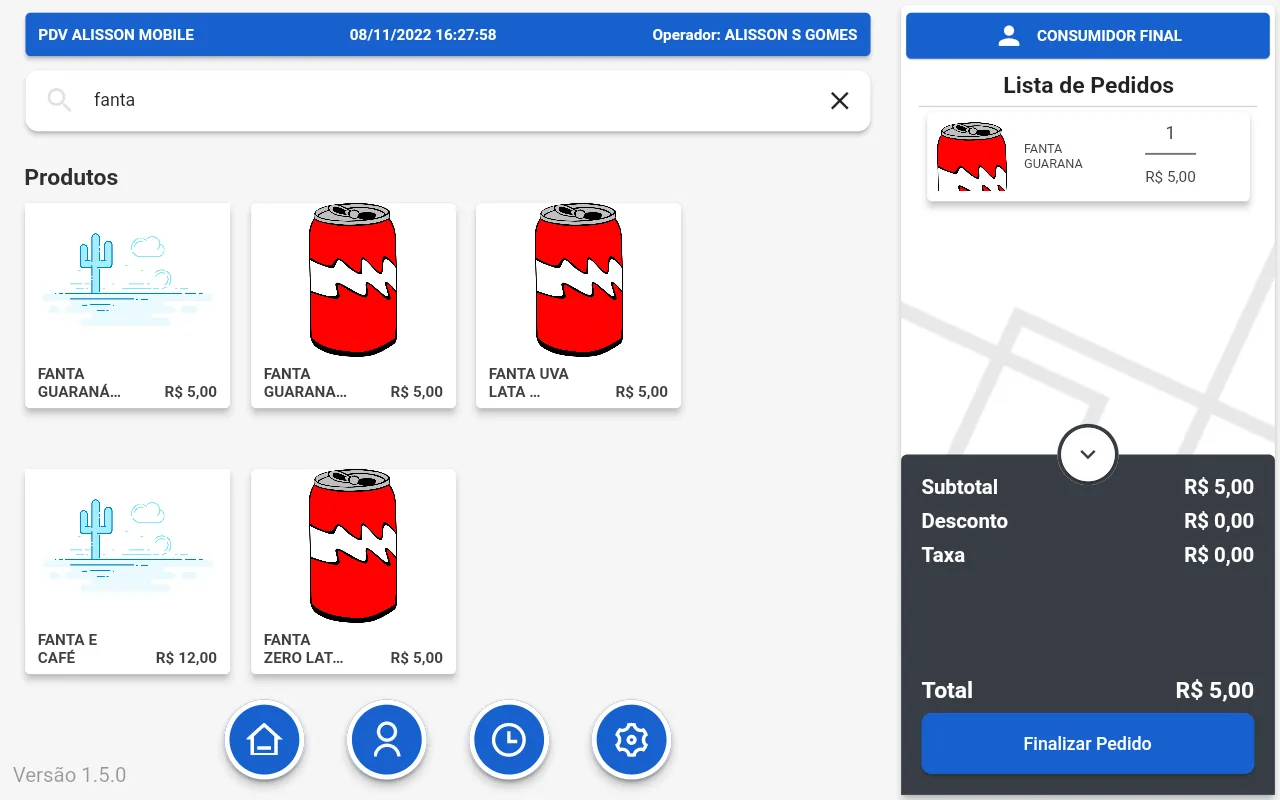 PDV ALISSON MOBILE 08/11/2022 16:27:58 Operador: ALISSON S GOMES
fanta
Produtos
FANTA
GUARANÁ... R$ 5,00
FANTA
GUARANA... R$ 5,00
FANTA UVA
LATA ... R$ 5,00
FANTA E
CAFÉ R$ 12,00
FANTA
ZERO LAT... R$ 5,00
Versão 1.5.0
CONSUMIDOR FINAL
Lista de Pedidos
FANTA
GUARANA
1
R$ 5,00
Subtotal R$ 5,00
Desconto R$ 0,00
Taxa R$ 0,00
Total R$ 5,00
Finalizar Pedido